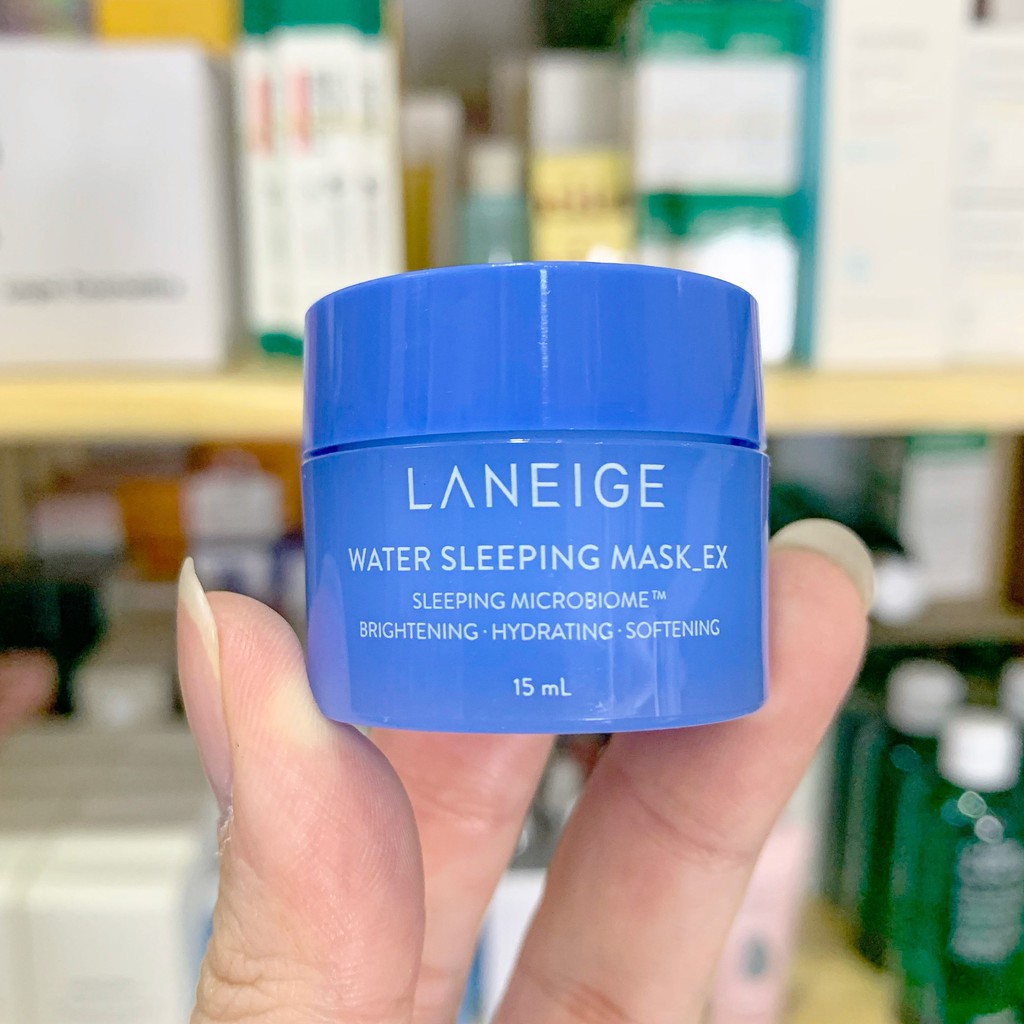 LANEIGE
WATER SLEEPING MASK_EX
SLEEPING MICROBIOME™
BRIGHTENING · HYDRATING · SOFTENING
15 mL